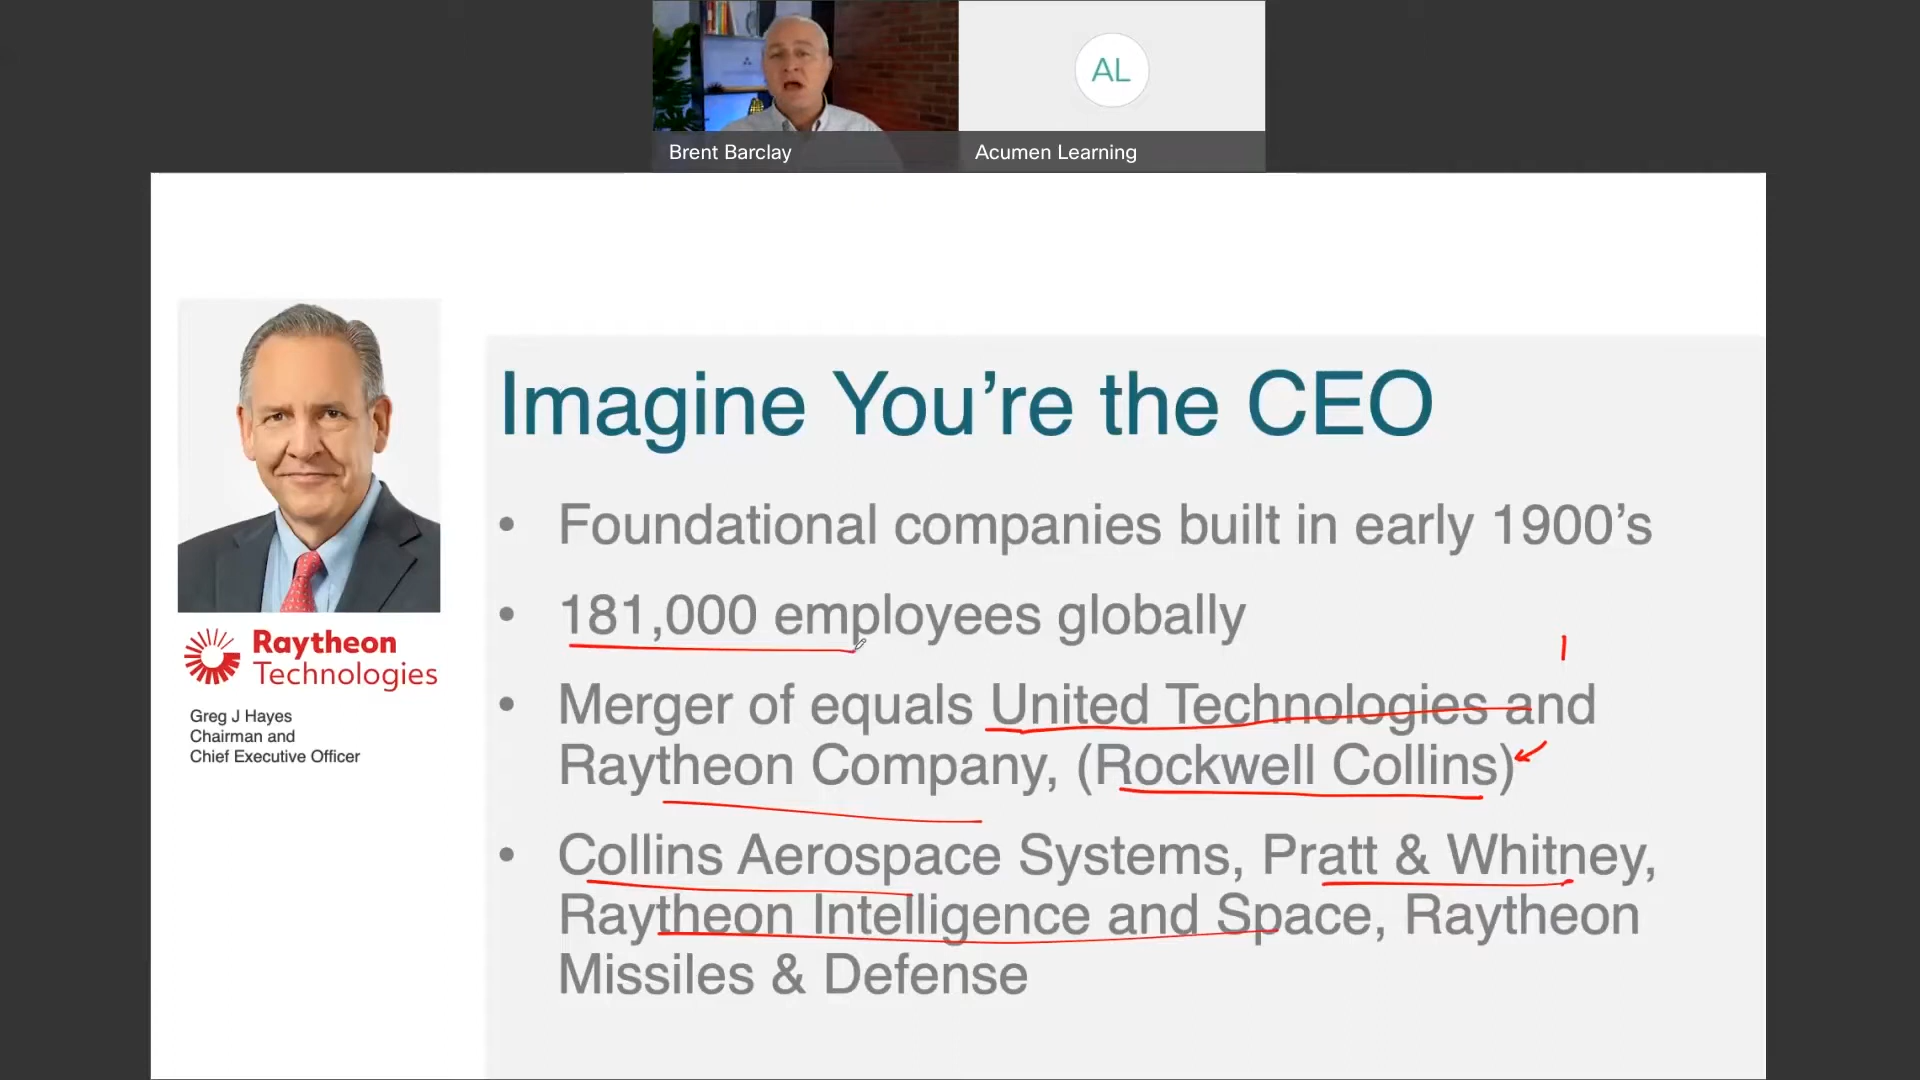 AL
Brent Barclay
Acumen Learning
Imagine You’re the CEO
• Foundational companies built in early 1900’s
• 181,000 employees globally
• Merger of equals United Technologies and
Raytheon Company, (Rockwell Collins)
• Collins Aerospace Systems, Pratt & Whitney,
Raytheon Intelligence and Space, Raytheon
Missiles & Defense
Raytheon
Technologies
Greg J Hayes
Chairman and
Chief Executive Officer